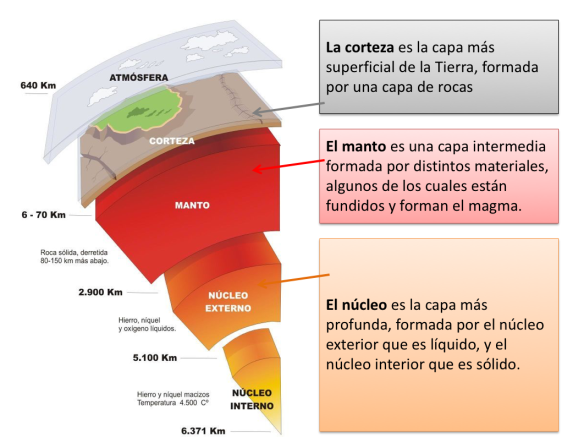 640 Km
ATMÓSFERA
CORTEZA
6 - 70 Km
MANTO
Roca sólida, derretida
80-150 km más abajo.
2.900 Km
NÚCLEO
EXTERNO
Hierro, níquel
y oxígeno líquidos.
5.100 Km
Hierro y níquel macizos
Temperatura 4.500 Cº
NÚCLEO
INTERNO
6.371 Km
La corteza es la capa más
superficial de la Tierra, formada
por una capa de rocas
El manto es una capa intermedia
formada por distintos materiales,
algunos de los cuales están
fundidos y forman el magma.
El núcleo es la capa más
profunda, formada por el núcleo
exterior que es líquido, y el
núcleo interior que es sólido.